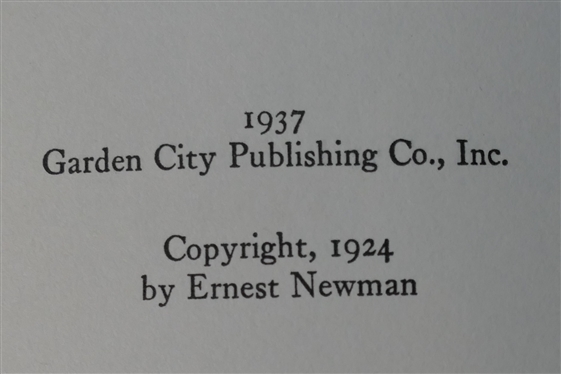 1937
Garden City Publishing Co., Inc.
Copyright, 1924
by Ernest Newman